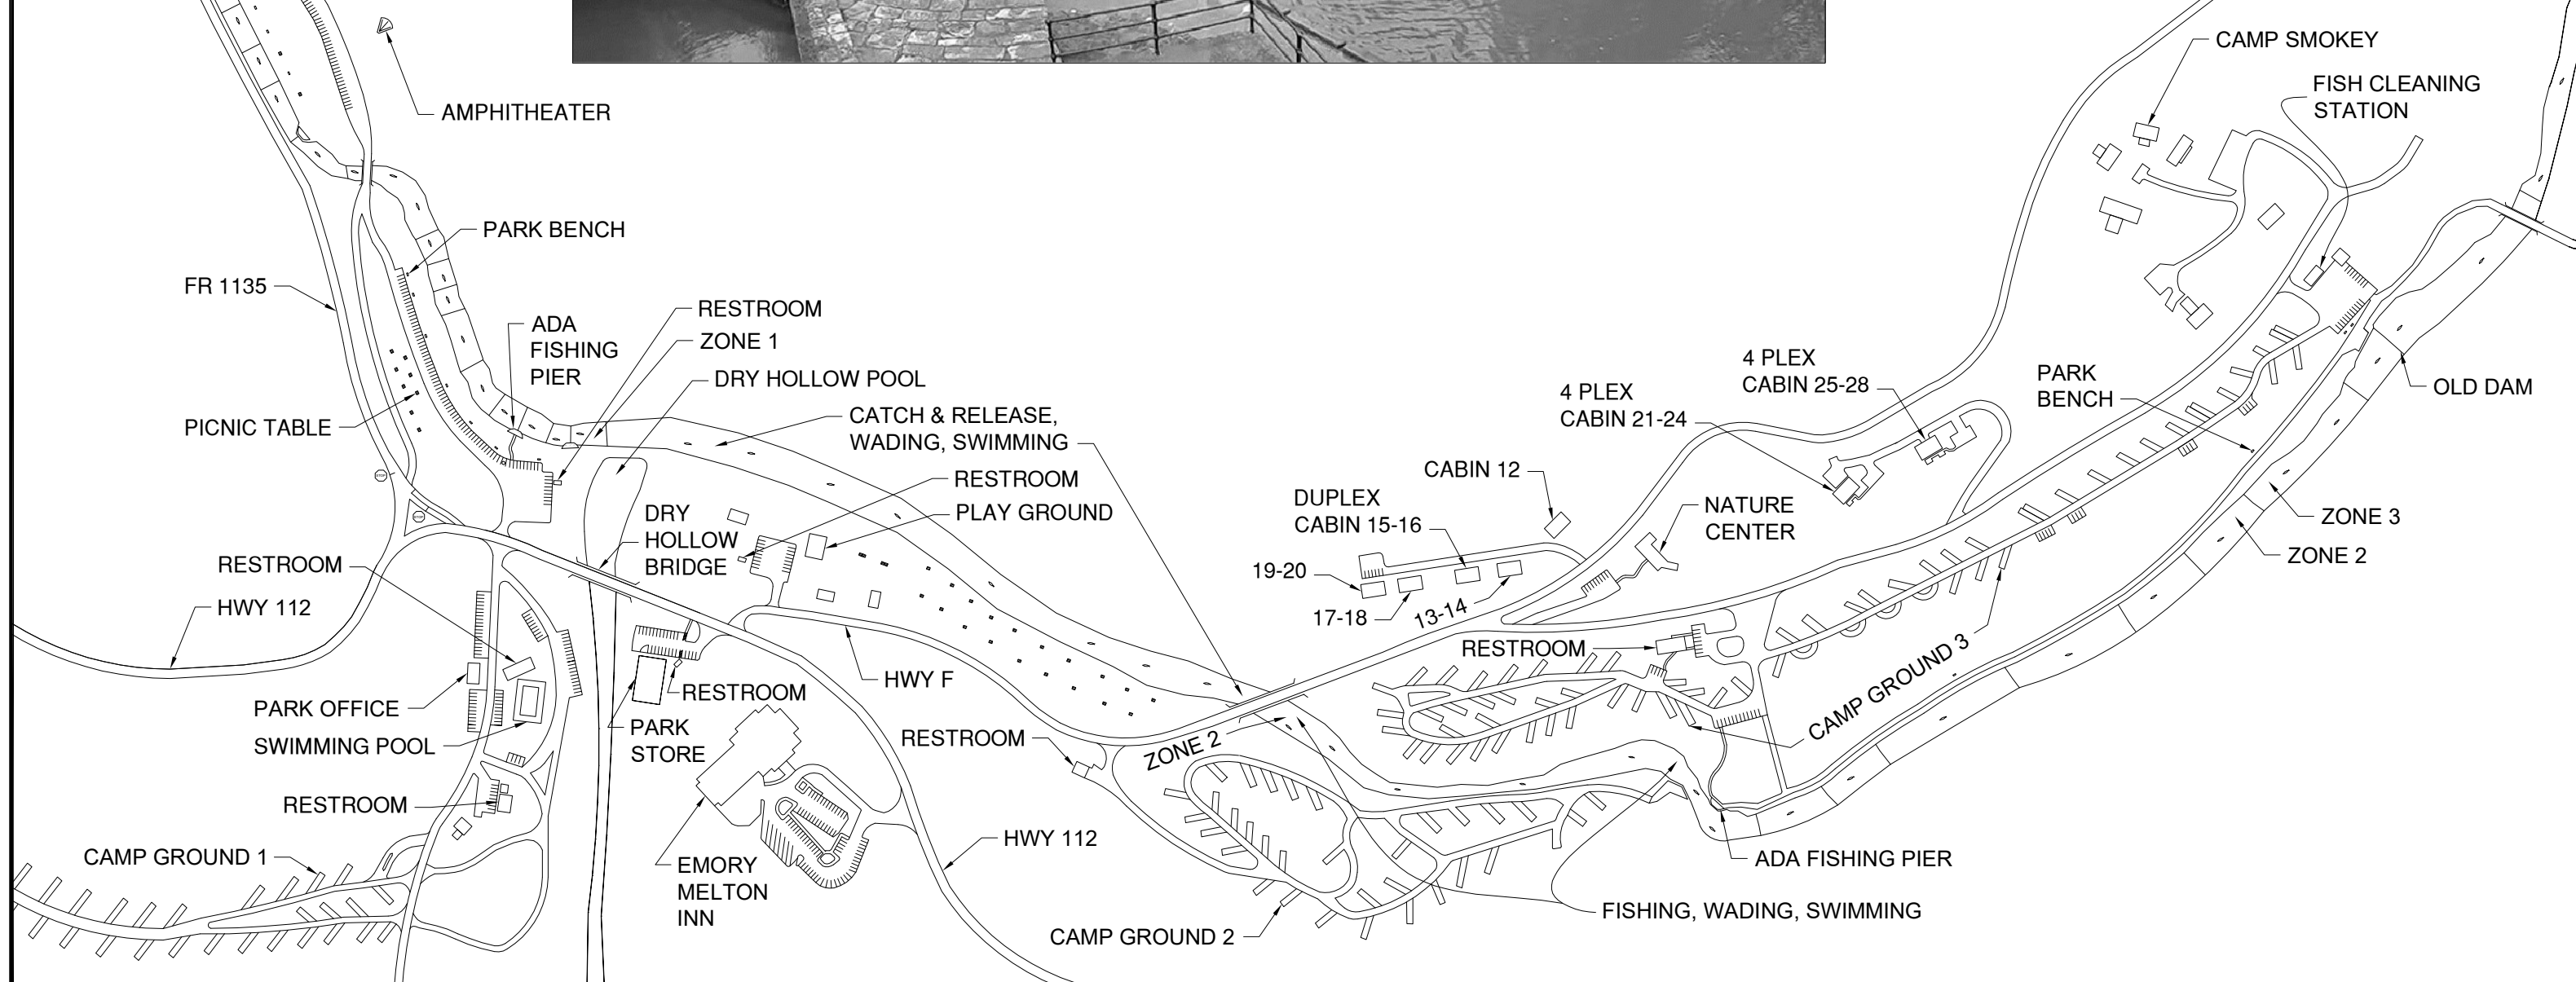 CAMP SMOKEY
FISH CLEANING
STATION
AMPHITHEATER
PARK BENCH
FR 1135
RESTROOM
ADA
FISHING
PIER
ZONE 1
DRY HOLLOW POOL
4 PLEX
CABIN 25-28
PARK
BENCH
OLD DAM
4 PLEX
CABIN 21-24
PICNIC TABLE
CATCH & RELEASE,
WADING, SWIMMING
CABIN 12
RESTROOM
DUPLEX
CABIN 15-16
NATURE
CENTER
PLAY GROUND
DRY
HOLLOW
BRIDGE
ZONE 3
ZONE 2
RESTROOM
19-20
HWY 112
17-18
13-14
RESTROOM
HWY F
CAMP GROUND 3
RESTROOM
PARK OFFICE
PARK
STORE
SWIMMING POOL
RESTROOM
ZONE 2
RESTROOM
HWY 112
CAMP GROUND 1
EMORY
MELTON
INN
ADA FISHING PIER
FISHING, WADING, SWIMMING
CAMP GROUND 2